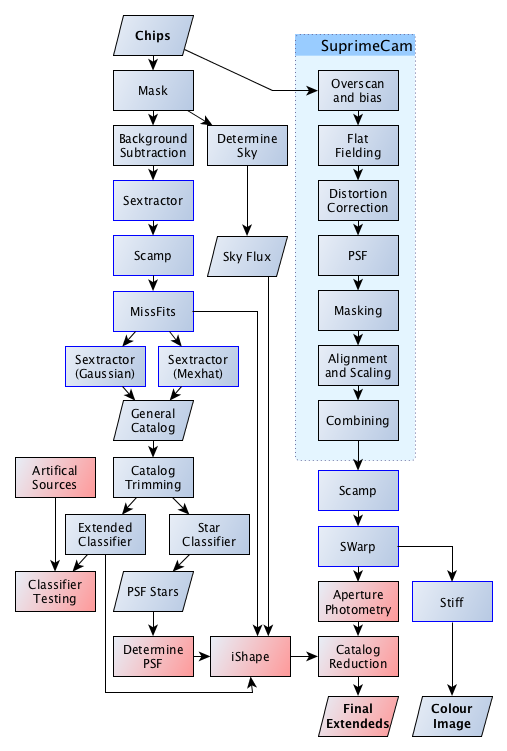 Chips
SuprimeCam
Mask
Overscan
and bias
Background
Subtraction
Determine
Sky
Flat
Fielding
Sextractor
Distortion
Correction
Scamp
Sky Flux
PSF
MissFits
Masking
Sextractor
(Gaussian)
Sextractor
(Mexhat)
Alignment
and Scaling
General
Catalog
Combining
Artifical
Sources
Catalog
Trimming
Scamp
Extended
Classifier
Star
Classifier
SWarp
Classifier
Testing
PSF Stars
Aperture
Photometry
Stiff
Determine
PSF
iShape
Catalog
Reduction
Final
Extendeds
Colour
Image